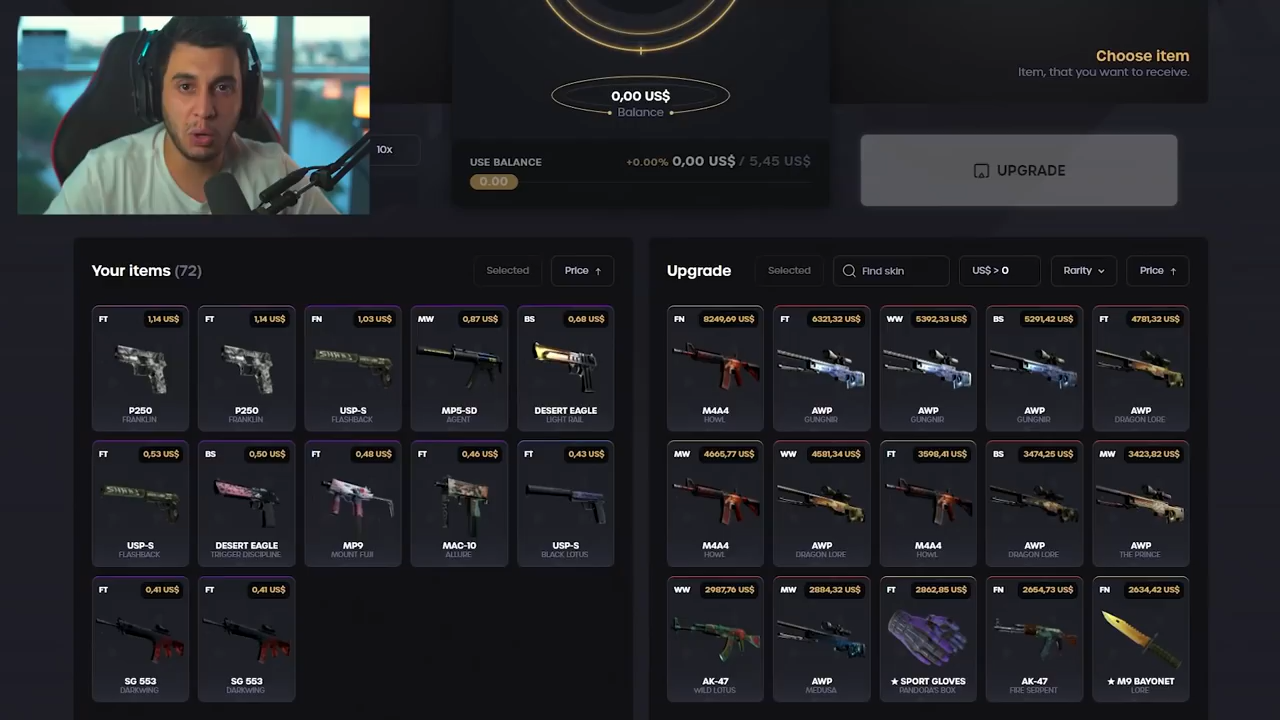 Choose item
Item, that you want to receive.
0,00 US$
Balance
10x
USE BALANCE
+0.00% 0,00 US$ / 5,45 US$
0.00
UPGRADE
Your items (72)
Selected
Price ↑
Upgrade
Selected
Find skin
US$ > 0
Rarity
Price ↑
FT 1,14 US$
P250
FRANKLIN
FT 1,14 US$
P250
FRANKLIN
FN 1,03 US$
USP-S
FLASHBACK
MW 0,87 US$
MP5-SD
AGENT
BS 0,68 US$
DESERT EAGLE
LIGHT RAIL
FT 0,53 US$
USP-S
FLASHBACK
BS 0,50 US$
DESERT EAGLE
TRIGGER DISCIPLINE
FT 0,48 US$
MP9
MOUNT FUJI
FT 0,46 US$
MAC-10
ALLURE
FT 0,43 US$
USP-S
BLACK LOTUS
FT 0,41 US$
SG 553
DARKWING
FT 0,41 US$
SG 553
DARKWING
FN 8249,69 US$
M4A4
HOWL
FT 6321,32 US$
AWP
GUNGNIR
WW 5392,33 US$
AWP
GUNGNIR
BS 5291,42 US$
AWP
GUNGNIR
FT 4781,32 US$
AWP
DRAGON LORE
MW 4665,77 US$
M4A4
HOWL
WW 4581,34 US$
AWP
DRAGON LORE
FT 3598,41 US$
M4A4
HOWL
BS 3474,25 US$
AWP
DRAGON LORE
MW 3423,82 US$
AWP
THE PRINCE
WW 2987,76 US$
AK-47
WILD LOTUS
MW 2884,32 US$
AWP
MEDUSA
FT 2862,85 US$
★ SPORT GLOVES
PANDORA'S BOX
FN 2654,73 US$
AK-47
FIRE SERPENT
FN 2634,42 US$
★ M9 BAYONET
LORE